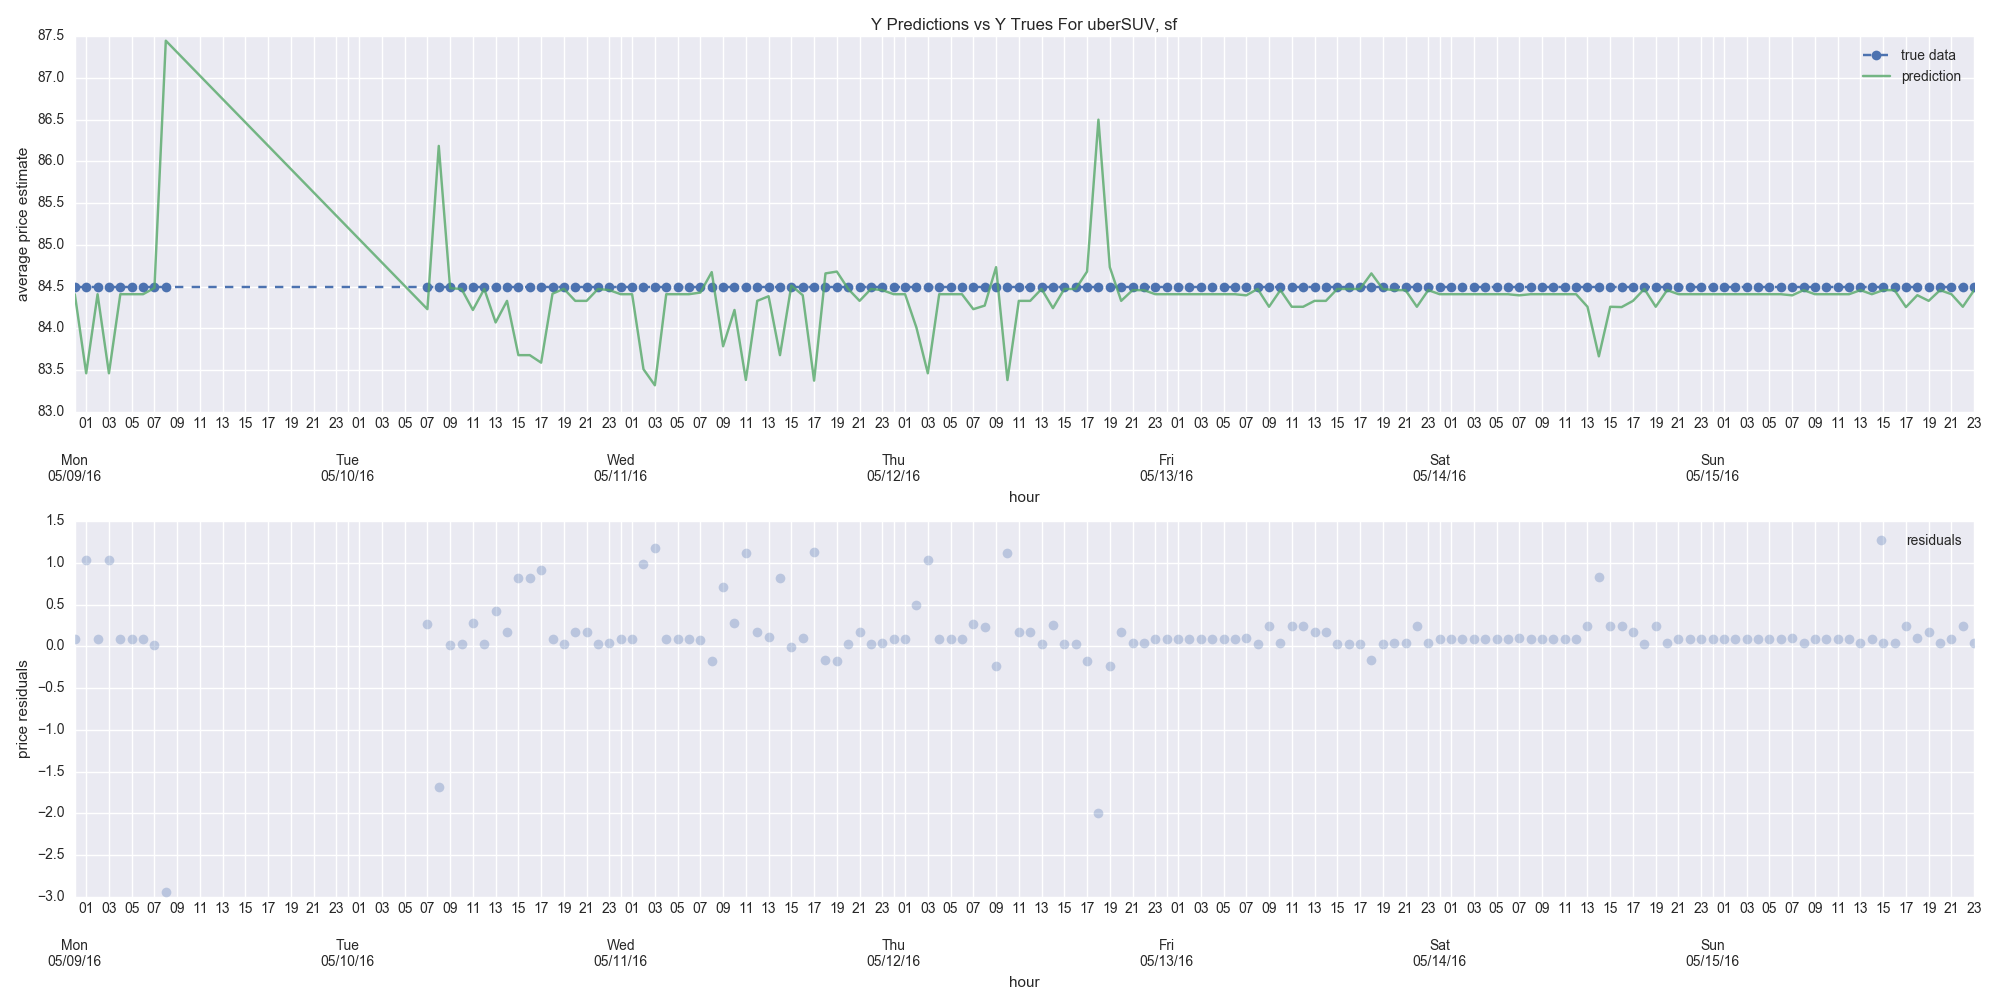 Y Predictions vs Y Trues For uberSUV, sf
87.5
87.0
86.5
86.0
85.5
85.0
84.5
84.0
83.5
83.0
average price estimate
true data
prediction
01 03 05 07 09 11 13 15 17 19 21 23 01 03 05 07 09 11 13 15 17 19 21 23 01 03 05 07 09 11 13 15 17 19 21 23 01 03 05 07 09 11 13 15 17 19 21 23 01 03 05 07 09 11 13 15 17 19 21 23 01 03 05 07 09 11 13 15 17 19 21 23 01 03 05 07 09 11 13 15 17 19 21 23
Mon Tue Wed Thu Fri Sat Sun
05/09/16 05/10/16 05/11/16 05/12/16 05/13/16 05/14/16 05/15/16
hour
1.5
1.0
0.5
0.0
−0.5
−1.0
−1.5
−2.0
−2.5
−3.0
price residuals
residuals
01 03 05 07 09 11 13 15 17 19 21 23 01 03 05 07 09 11 13 15 17 19 21 23 01 03 05 07 09 11 13 15 17 19 21 23 01 03 05 07 09 11 13 15 17 19 21 23 01 03 05 07 09 11 13 15 17 19 21 23 01 03 05 07 09 11 13 15 17 19 21 23 01 03 05 07 09 11 13 15 17 19 21 23
Mon Tue Wed Thu Fri Sat Sun
05/09/16 05/10/16 05/11/16 05/12/16 05/13/16 05/14/16 05/15/16
hour